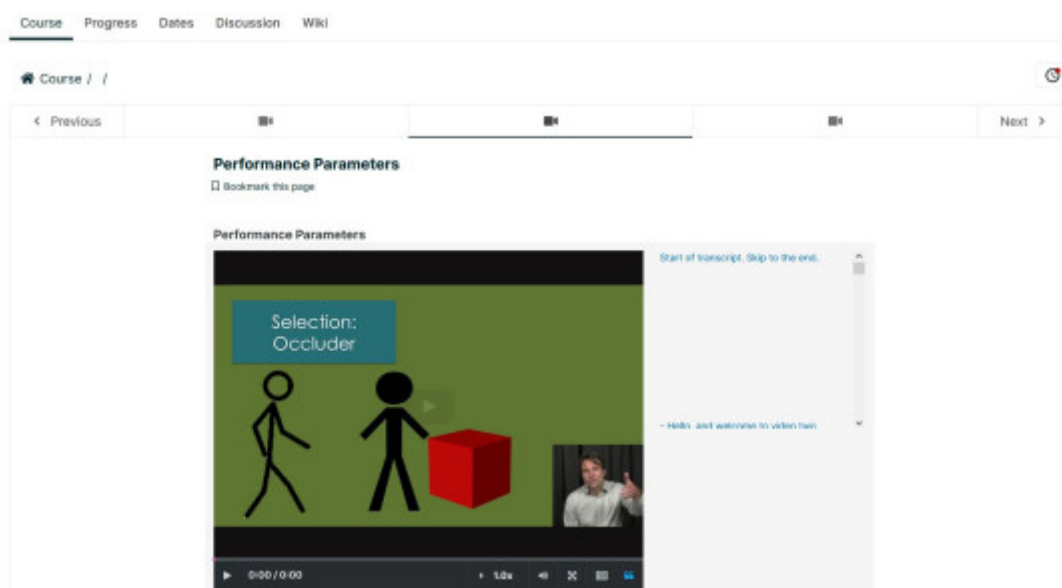 Course Progress Dates Discussion Wiki
Course / /
< Previous
Next >
Performance Parameters
Bookmark this page
Performance Parameters
Selection:
Occluder
Start of transcript. Skip to the end.
- Hello, and welcome to video two
0:00 / 0:00
1.0x